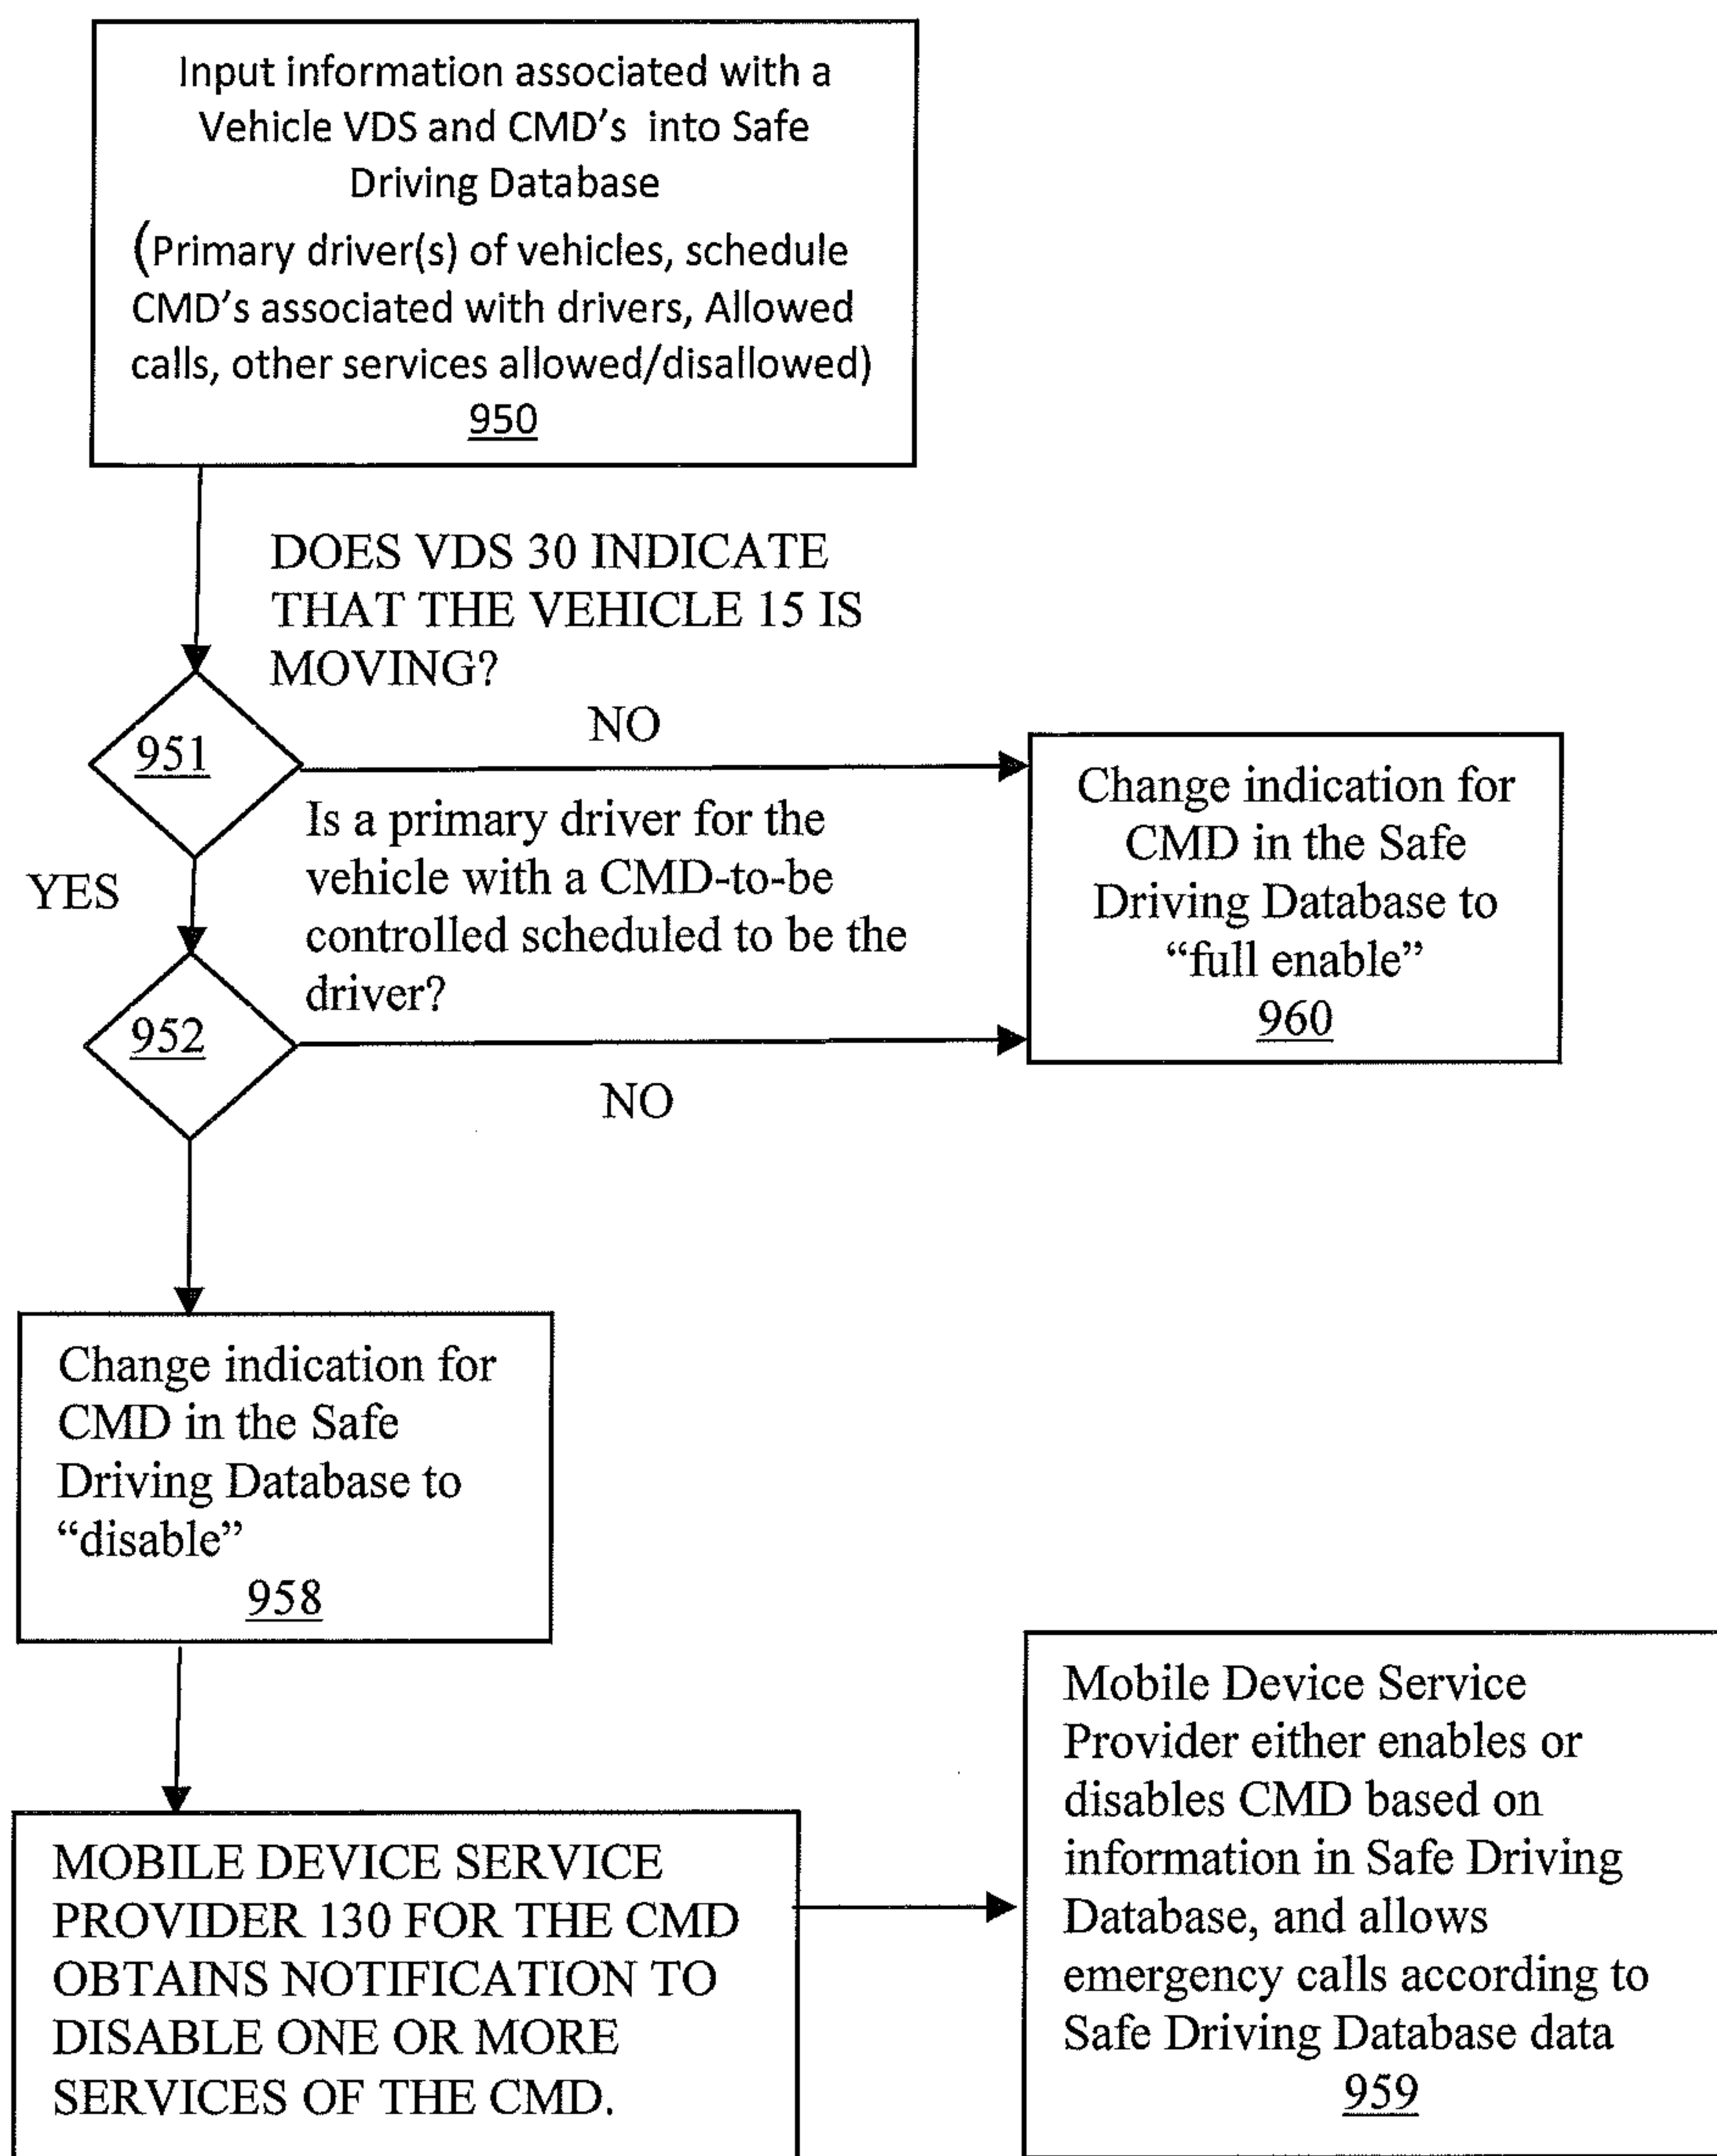 Input information associated with a
Vehicle VDS and CMD's into Safe
Driving Database
(Primary driver(s) of vehicles, schedule
CMD's associated with drivers, Allowed
calls, other services allowed/disallowed)
950
DOES VDS 30 INDICATE
THAT THE VEHICLE 15 IS
MOVING?
951
NO
YES
Is a primary driver for the
vehicle with a CMD-to-be
controlled scheduled to be the
driver?
952
NO
Change indication for
CMD in the Safe
Driving Database to
“full enable”
960
Change indication for
CMD in the Safe
Driving Database to
“disable”
958
MOBILE DEVICE SERVICE
PROVIDER 130 FOR THE CMD
OBTAINS NOTIFICATION TO
DISABLE ONE OR MORE
SERVICES OF THE CMD.
Mobile Device Service
Provider either enables or
disables CMD based on
information in Safe Driving
Database, and allows
emergency calls according to
Safe Driving Database data
959